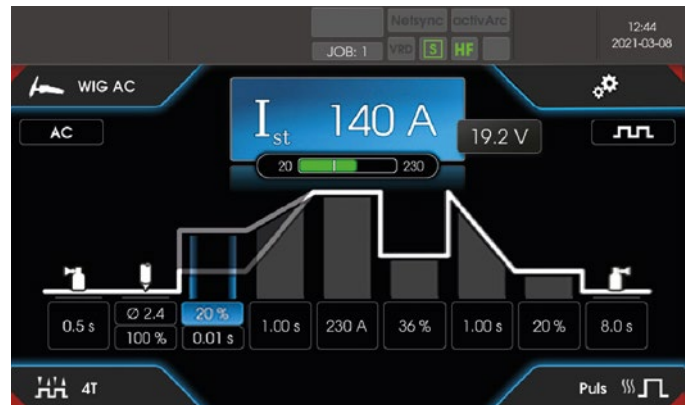 Netsync activArc
JOB: 1 VRD S HF
12:44
2021-03-08
WIG AC
AC
Ist 140 A
19.2 V
20 230
0.5 s
Ø 2.4
100 %
20 %
0.01 s
1.00 s
230 A
36 %
1.00 s
20 %
8.0 s
4T
Puls